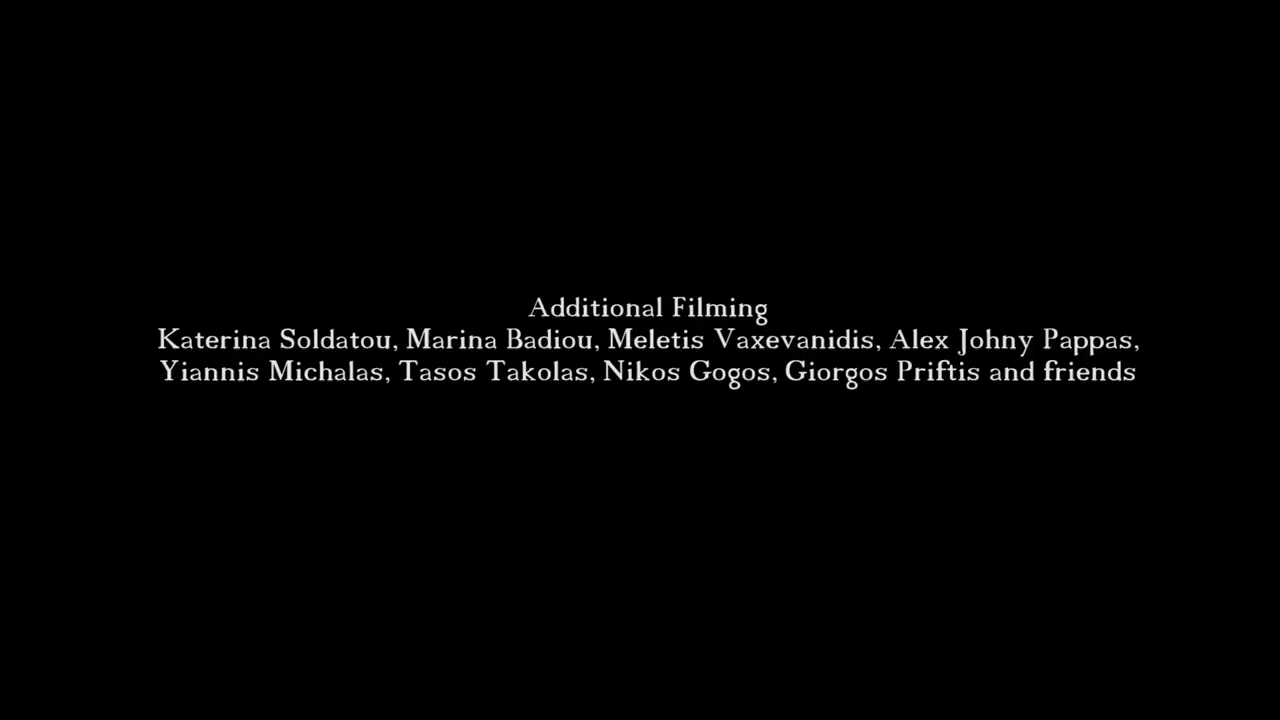 Additional Filming
Katerina Soldatou, Marina Badiou, Meletis Vaxevanidis, Alex Johny Pappas,
Yiannis Michalas, Tasos Takolas, Nikos Gogos, Giorgos Priftis and friends